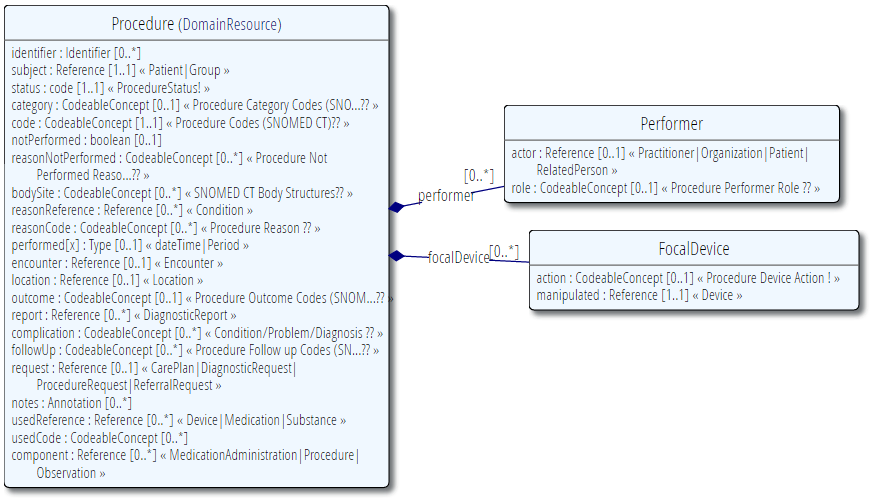 Procedure (DomainResource)
identifier : Identifier [0..*]
subject : Reference [1..1] « Patient|Group »
status : code [1..1] « ProcedureStatus! »
category : CodeableConcept [0..1] « Procedure Category Codes (SNO...?? »
code : CodeableConcept [1..1] « Procedure Codes (SNOMED CT)?? »
notPerformed : boolean [0..1]
reasonNotPerformed : CodeableConcept [0..*] « Procedure Not
Performed Reaso...?? »
bodySite : CodeableConcept [0..*] « SNOMED CT Body Structures?? »
reasonReference : Reference [0..*] « Condition »
reasonCode : CodeableConcept [0..*] « Procedure Reason ?? »
performed[x] : Type [0..1] « dateTime|Period »
encounter : Reference [0..1] « Encounter »
location : Reference [0..1] « Location »
outcome : CodeableConcept [0..1] « Procedure Outcome Codes (SNOM...?? »
report : Reference [0..*] « DiagnosticReport »
complication : CodeableConcept [0..*] « Condition/Problem/Diagnosis ?? »
followUp : CodeableConcept [0..*] « Procedure Follow up Codes (SN...?? »
request : Reference [0..1] « CarePlan|DiagnosticRequest|
ProcedureRequest|ReferralRequest »
notes : Annotation [0..*]
usedReference : Reference [0..*] « Device|Medication|Substance »
usedCode : CodeableConcept [0..*]
component : Reference [0..*] « MedicationAdministration|Procedure|
Observation »
performer
[0..*]
Performer
actor : Reference [0..1] « Practitioner|Organization|Patient|
RelatedPerson »
role : CodeableConcept [0..1] « Procedure Performer Role ?? »
focalDevice
[0..*]
FocalDevice
action : CodeableConcept [0..1] « Procedure Device Action ! »
manipulated : Reference [1..1] « Device »